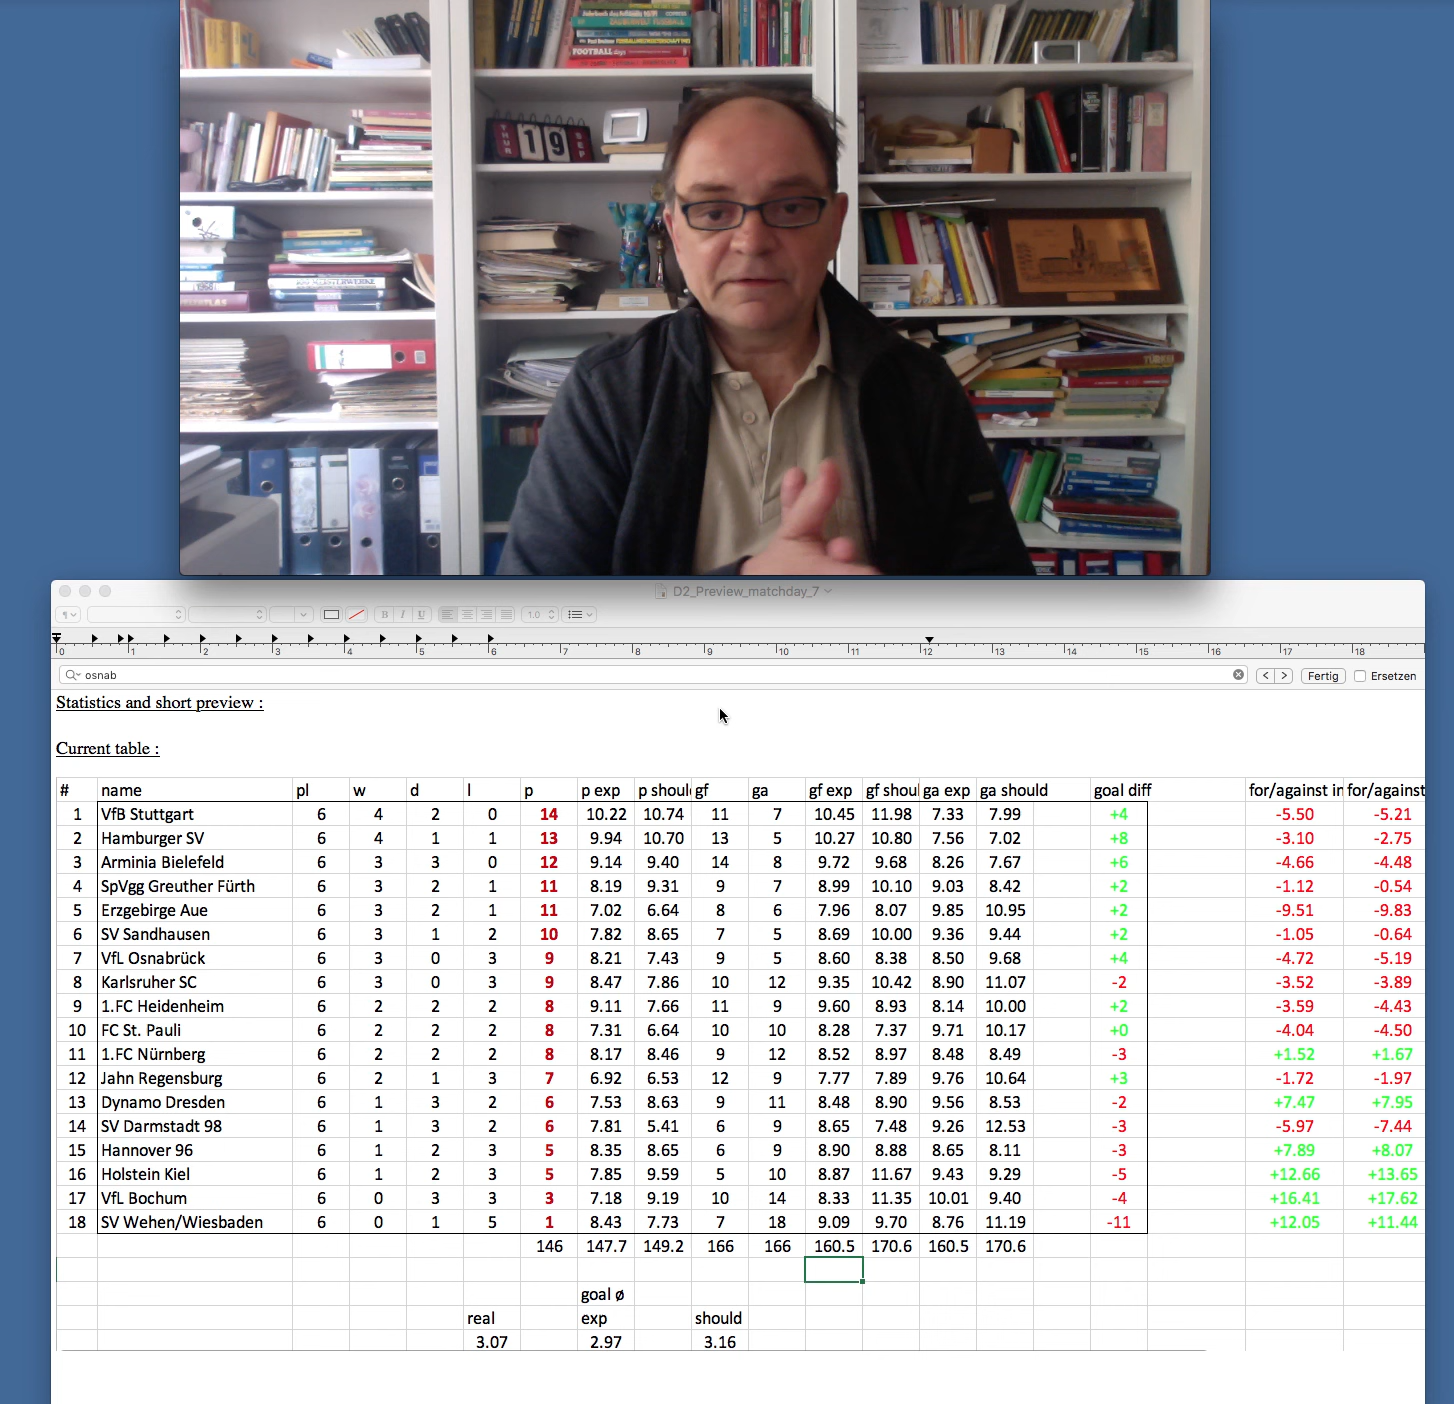 FOOTBALL days
THUR 19 SEP
TÜRKEI
D2_Preview_matchday_7
B I U 1.0
0 1 2 3 4 5 6 7 8 9 10 11 12 13 14 15 16 17 18
osnab < > Fertig Ersetzen
Statistics and short preview :
Current table :
# name pl w d l p p exp p shoul gf ga gf exp gf shoul ga exp ga should goal diff for/against in for/against
1 VfB Stuttgart 6 4 2 0 14 10.22 10.74 11 7 10.45 11.98 7.33 7.99 +4 -5.50 -5.21
2 Hamburger SV 6 4 1 1 13 9.94 10.70 13 5 10.27 10.80 7.56 7.02 +8 -3.10 -2.75
3 Arminia Bielefeld 6 3 3 0 12 9.14 9.40 14 8 9.72 9.68 8.26 7.67 +6 -4.66 -4.48
4 SpVgg Greuther Fürth 6 3 2 1 11 8.19 9.31 9 7 8.99 10.10 9.03 8.42 +2 -1.12 -0.54
5 Erzgebirge Aue 6 3 2 1 11 7.02 6.64 8 6 7.96 8.07 9.85 10.95 +2 -9.51 -9.83
6 SV Sandhausen 6 3 1 2 10 7.82 8.65 7 5 8.69 10.00 9.36 9.44 +2 -1.05 -0.64
7 VfL Osnabrück 6 3 0 3 9 8.21 7.43 9 5 8.60 8.38 8.50 9.68 +4 -4.72 -5.19
8 Karlsruher SC 6 3 0 3 9 8.47 7.86 10 12 9.35 10.42 8.90 11.07 -2 -3.52 -3.89
9 1.FC Heidenheim 6 2 2 2 8 9.11 7.66 11 9 9.60 8.93 8.14 10.00 +2 -3.59 -4.43
10 FC St. Pauli 6 2 2 2 8 7.31 6.64 10 10 8.28 7.37 9.71 10.17 +0 -4.04 -4.50
11 1.FC Nürnberg 6 2 2 2 8 8.17 8.46 9 12 8.52 8.97 8.48 8.49 -3 +1.52 +1.67
12 Jahn Regensburg 6 2 1 3 7 6.92 6.53 12 9 7.77 7.89 9.76 10.64 +3 -1.72 -1.97
13 Dynamo Dresden 6 1 3 2 6 7.53 8.63 9 11 8.48 8.90 9.56 8.53 -2 +7.47 +7.95
14 SV Darmstadt 98 6 1 3 2 6 7.81 5.41 6 9 8.65 7.48 9.26 12.53 -3 -5.97 -7.44
15 Hannover 96 6 1 2 3 5 8.35 8.65 6 9 8.90 8.88 8.65 8.11 -3 +7.89 +8.07
16 Holstein Kiel 6 1 2 3 5 7.85 9.59 5 10 8.87 11.67 9.43 9.29 -5 +12.66 +13.65
17 VfL Bochum 6 0 3 3 3 7.18 9.19 10 14 8.33 11.35 10.01 9.40 -4 +16.41 +17.62
18 SV Wehen/Wiesbaden 6 0 1 5 1 8.43 7.73 7 18 9.09 9.70 8.76 11.19 -11 +12.05 +11.44
146 147.7 149.2 166 166 160.5 170.6 160.5 170.6
goal ø
real exp should
3.07 2.97 3.16